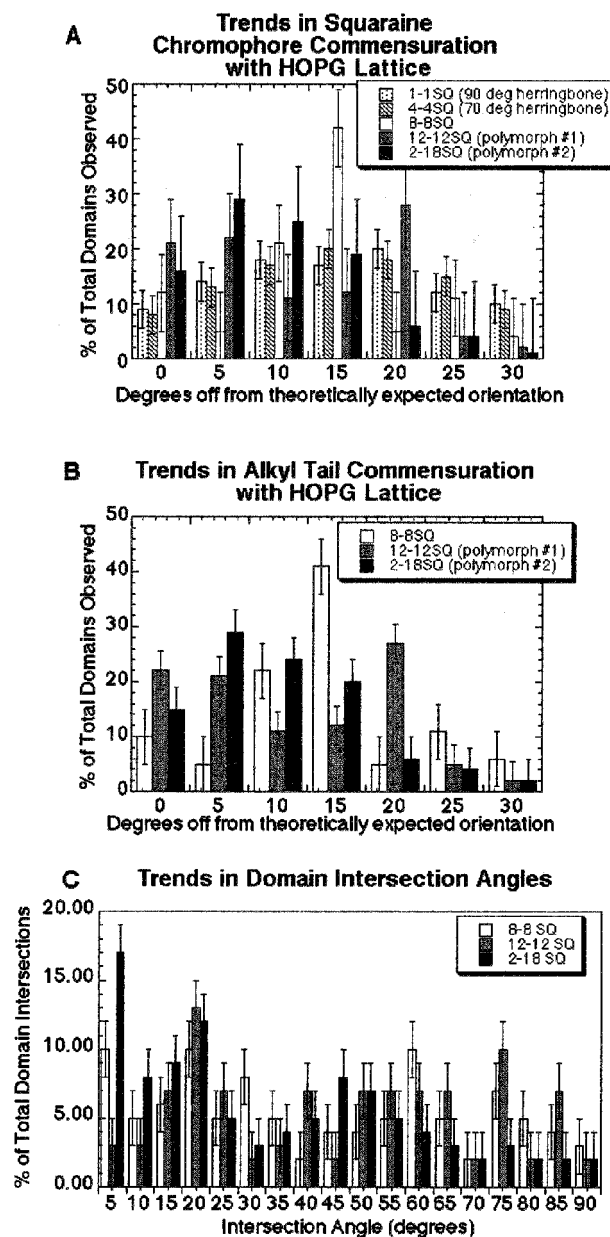 A
Trends in Squaraine
Chromophore Commensuration
with HOPG Lattice
1-1SQ (90 deg herringbone)
4-4SQ (70 deg herringbone)
8-8SQ
12-12SQ (polymorph #1)
2-18SQ (polymorph #2)
% of Total Domains Observed
50
40
30
20
10
0
0 5 10 15 20 25 30
Degrees off from theoretically expected orientation
B
Trends in Alkyl Tail Commensuration
with HOPG Lattice
8-8SQ
12-12SQ (polymorph #1)
2-18SQ (polymorph #2)
% of Total Domains Observed
50
40
30
20
10
0
0 5 10 15 20 25 30
Degrees off from theoretically expected orientation
C
Trends in Domain Intersection Angles
8-8 SQ
12-12 SQ
2-18 SQ
% of Total Domain Intersections
20.00
15.00
10.00
5.00
0.00
5 10 15 20 25 30 35 40 45 50 55 60 65 70 75 80 85 90
Intersection Angle (degrees)